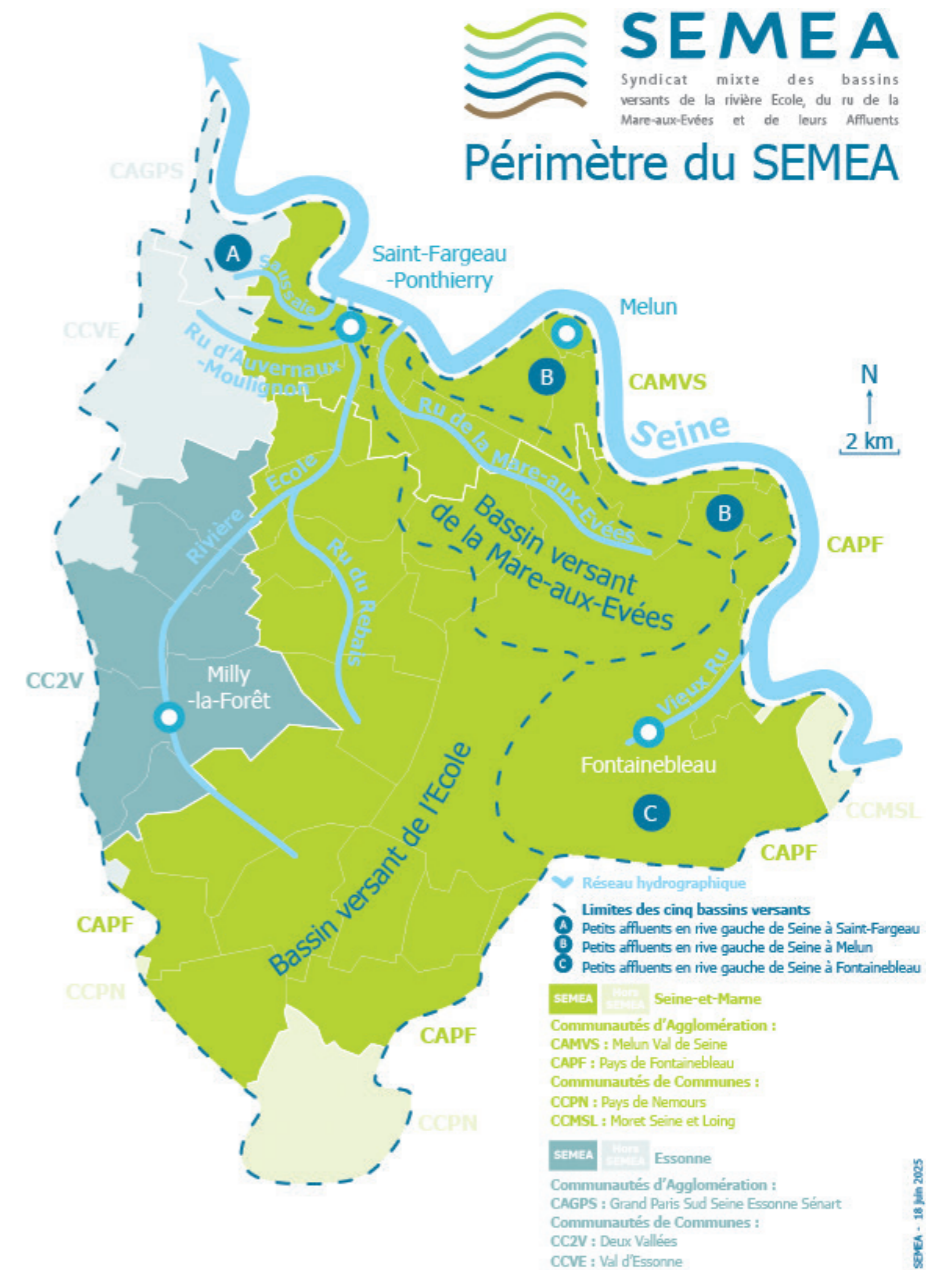 SEMEA
Syndicat mixte des bassins
versants de la rivière Ecole, du ru de la
Mare-aux-Evées et de leurs Affluents
Périmètre du SEMEA
CAGPS
A
Saussaie
Saint-Fargeau
-Ponthierry
Melun
CCVE
Ru d'Auvernaux
-Moulignon
B
CAMVS
N
2 km
Seine
Ru de la Mare-aux-Evées
Rivière Ecole
B
Bassin versant
de la Mare-aux-Evées
CAPF
Ru du Rebais
CC2V
Milly
-la-Forêt
Vieux Ru
Fontainebleau
C
CCMSL
CAPF
Bassin versant de l'Ecole
CAPF
CCPN
CAPF
CCPN
Réseau hydrographique
Limites des cinq bassins versants
A Petits affluents en rive gauche de Seine à Saint-Fargeau
B Petits affluents en rive gauche de Seine à Melun
C Petits affluents en rive gauche de Seine à Fontainebleau
SEMEA Hors SEMEA Seine-et-Marne
Communautés d'Agglomération :
CAMVS : Melun Val de Seine
CAPF : Pays de Fontainebleau
Communautés de Communes :
CCPN : Pays de Nemours
CCMSL : Moret Seine et Loing
SEMEA Hors SEMEA Essonne
Communautés d'Agglomération :
CAGPS : Grand Paris Sud Seine Essonne Sénart
Communautés de Communes :
CC2V : Deux Vallées
CCVE : Val d'Essonne
SEMEA - 18 juin 2025